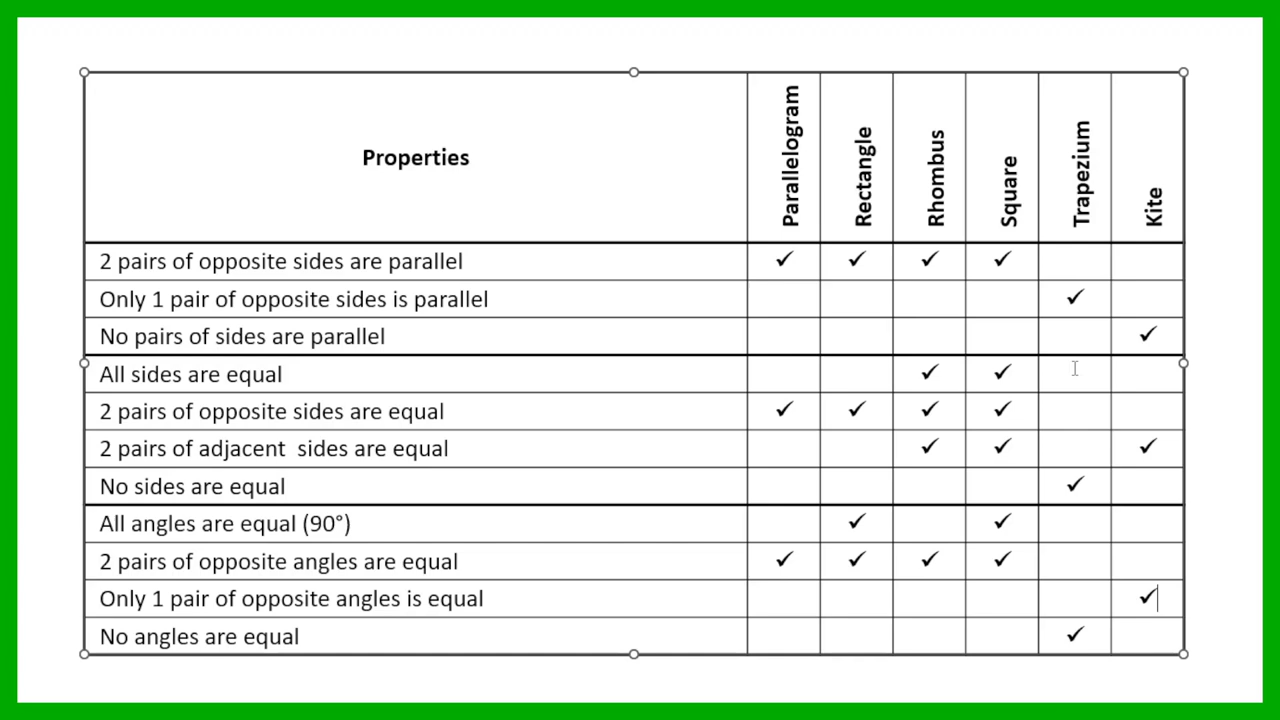 Properties Parallelogram Rectangle Rhombus Square Trapezium Kite
2 pairs of opposite sides are parallel ✓ ✓ ✓ ✓
Only 1 pair of opposite sides is parallel ✓
No pairs of sides are parallel ✓
All sides are equal ✓ ✓
2 pairs of opposite sides are equal ✓ ✓ ✓ ✓
2 pairs of adjacent  sides are equal ✓ ✓ ✓
No sides are equal ✓
All angles are equal (90°) ✓ ✓
2 pairs of opposite angles are equal ✓ ✓ ✓ ✓
Only 1 pair of opposite angles is equal ✓
No angles are equal ✓